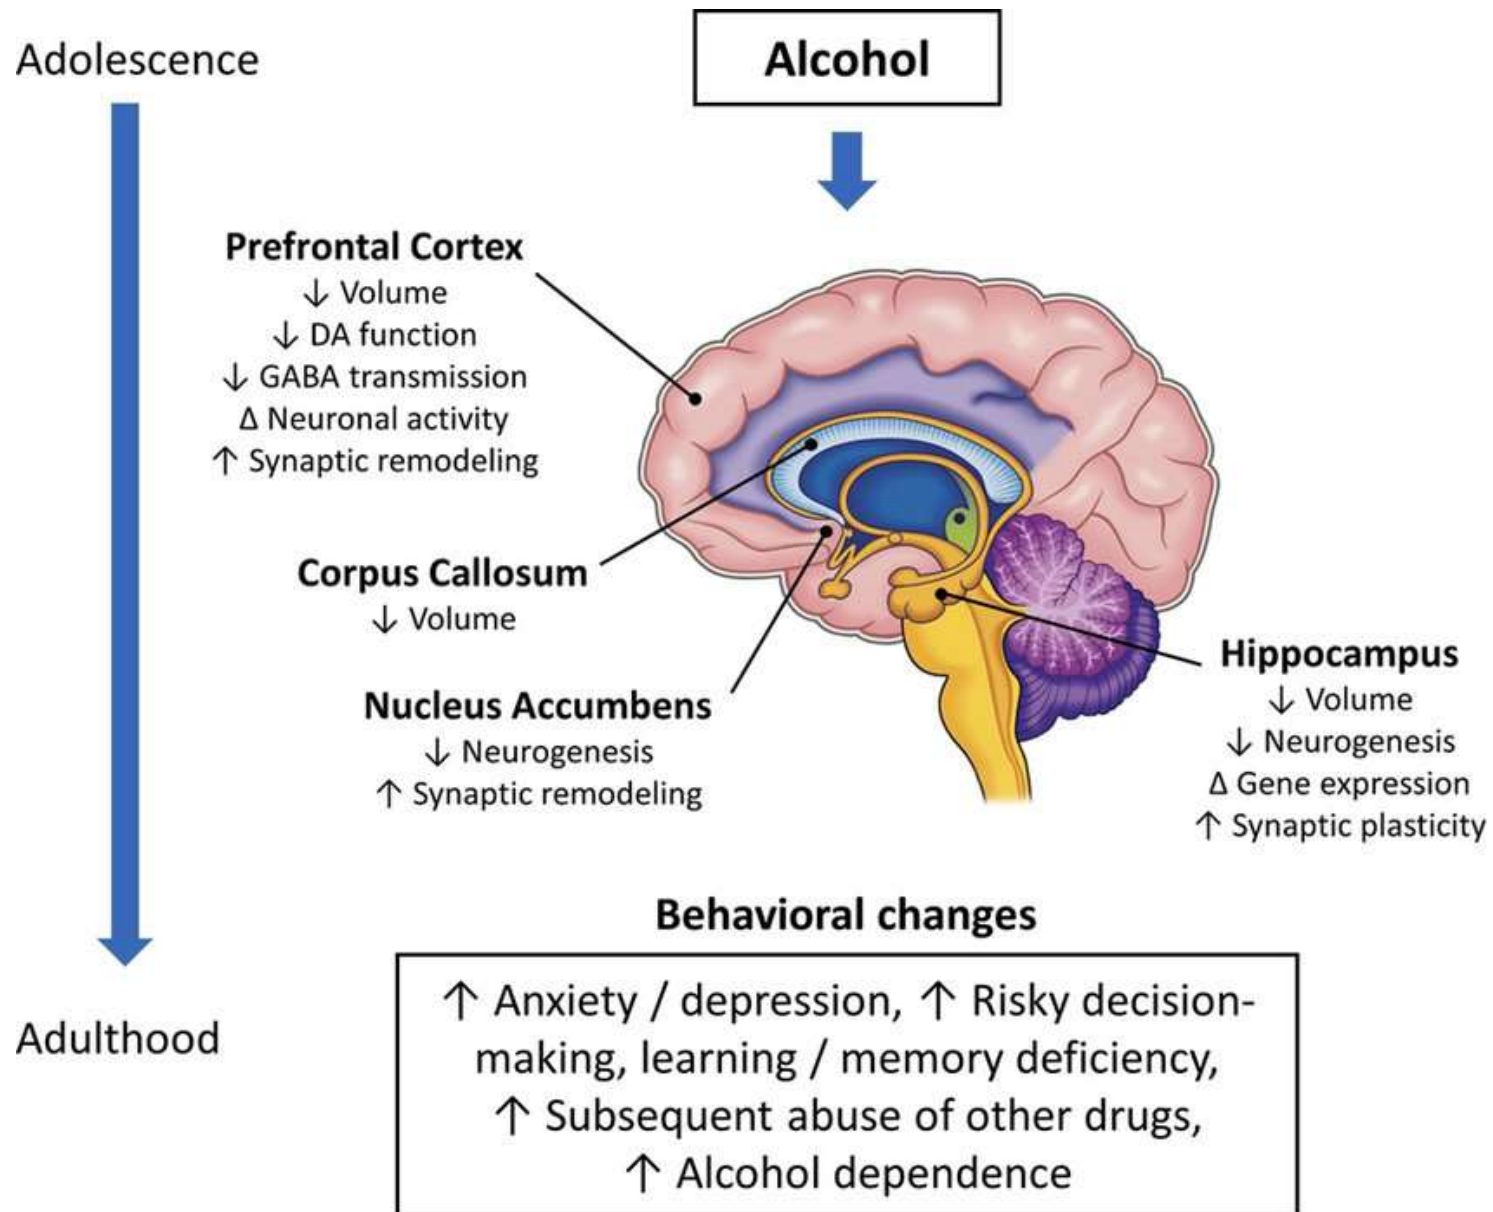 Adolescence
Alcohol
Prefrontal Cortex
↓ Volume
↓ DA function
↓ GABA transmission
Δ Neuronal activity
↑ Synaptic remodeling
Corpus Callosum
↓ Volume
Nucleus Accumbens
↓ Neurogenesis
↑ Synaptic remodeling
Hippocampus
↓ Volume
↓ Neurogenesis
Δ Gene expression
↑ Synaptic plasticity
Behavioral changes
Adulthood
↑ Anxiety / depression, ↑ Risky decision-
making, learning / memory deficiency,
↑ Subsequent abuse of other drugs,
↑ Alcohol dependence